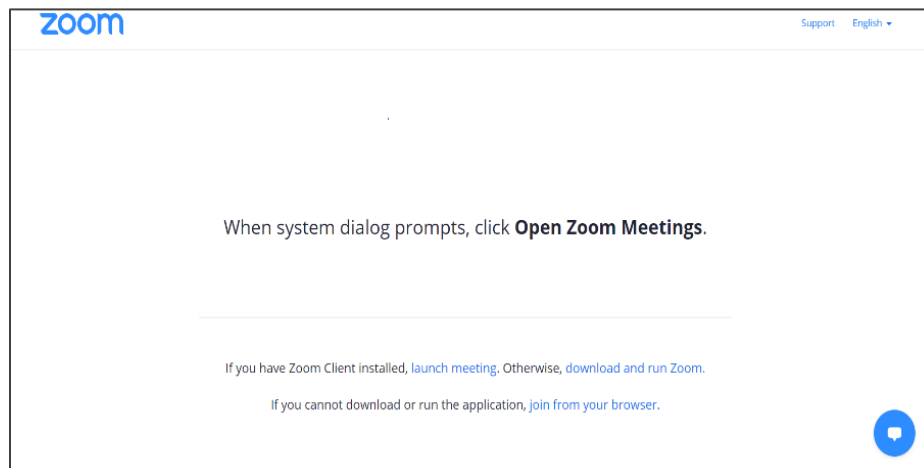 zoom
Support English
When system dialog prompts, click Open Zoom Meetings.
If you have Zoom Client installed, launch meeting. Otherwise, download and run Zoom.
If you cannot download or run the application, join from your browser.